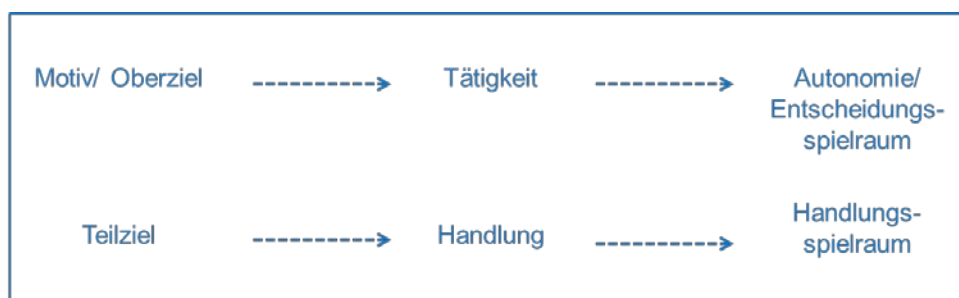 Motiv/ Oberziel
Tätigkeit
Autonomie/
Entscheidungs-
spielraum
Teilziel
Handlung
Handlungs-
spielraum